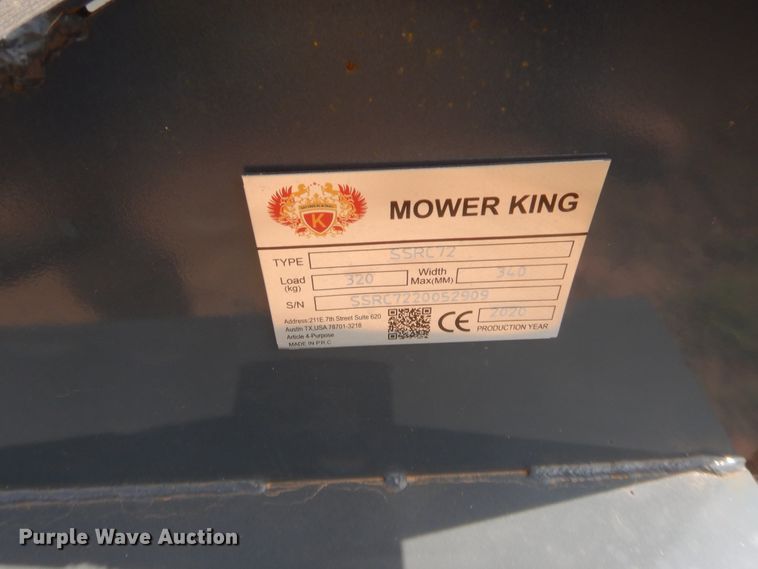 MOWER KING
K
TYPE SSRC72
Load (kg) 320 Width Max(MM) 340
S/N SSRC7220052909
Address:211E.7th Street Suite 620
Austin TX,USA 78701-3218
Article 4-Purpose
MADE IN P.R.C
CE
2020
PRODUCTION YEAR
Purple Wave Auction